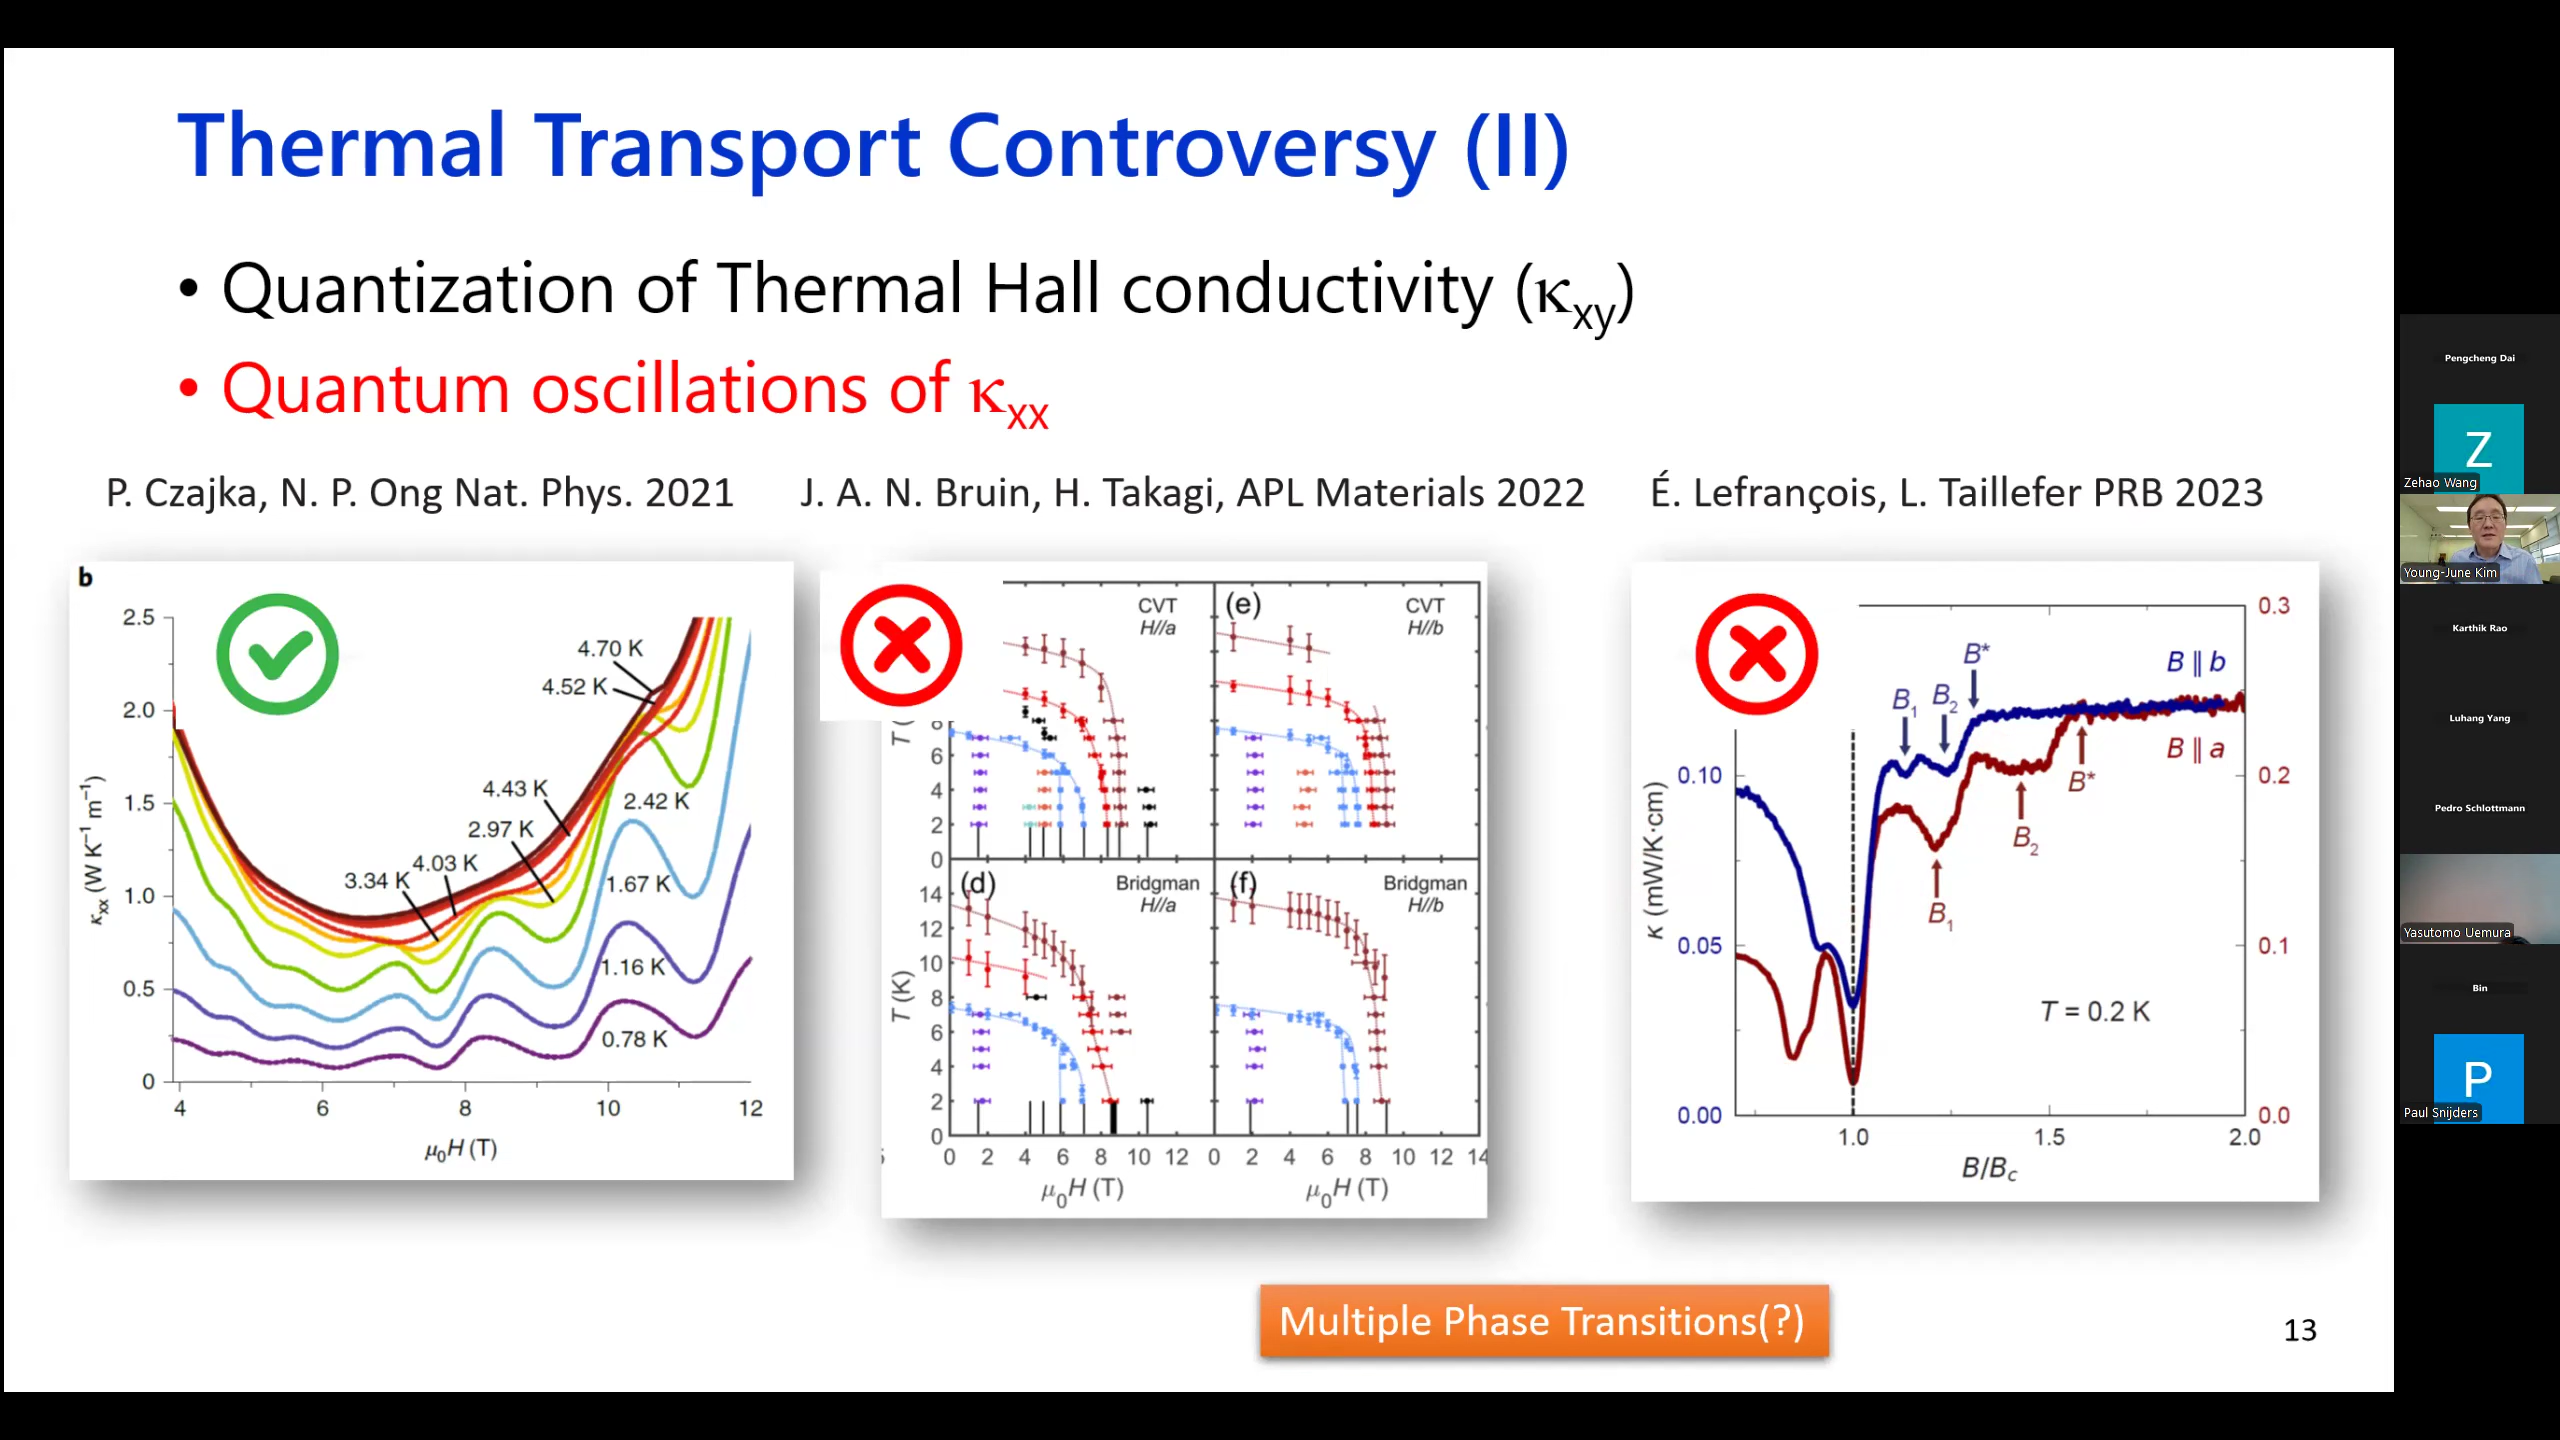 Thermal Transport Controversy (II)
• Quantization of Thermal Hall conductivity (κxy)
• Quantum oscillations of κxx
P. Czajka, N. P. Ong Nat. Phys. 2021
J. A. N. Bruin, H. Takagi, APL Materials 2022
É. Lefrançois, L. Taillefer PRB 2023
b
2.5
2.0
1.5
1.0
0.5
0
κxx (W K⁻¹ m⁻¹)
4.70 K
4.52 K
4.43 K
2.97 K
4.03 K
3.34 K
2.42 K
1.67 K
1.16 K
0.78 K
4 6 8 10 12
μ0H (T)
CVT
H//a
(e)
CVT
H//b
6
4
2
0
(d)
Bridgman
H//a
(f)
Bridgman
H//b
14
12
10
8
6
4
2
0
T (K)
0 2 4 6 8 10 12 0 2 4 6 8 10 12 14
μ0H (T)
μ0H (T)
0.3
0.2
0.1
0.0
B*
B1
B2
B ∥ b
B ∥ a
B*
B2
B1
T = 0.2 K
κ (mW/K·cm)
0.10
0.05
0.00
1.0 1.5 2.0
B/Bc
Multiple Phase Transitions(?)
13
Pengcheng Dai
Z
Zehao Wang
Young-June Kim
Karthik Rao
Luhang Yang
Pedro Schlottmann
Yasutomo Uemura
Bin
P
Paul Snijders